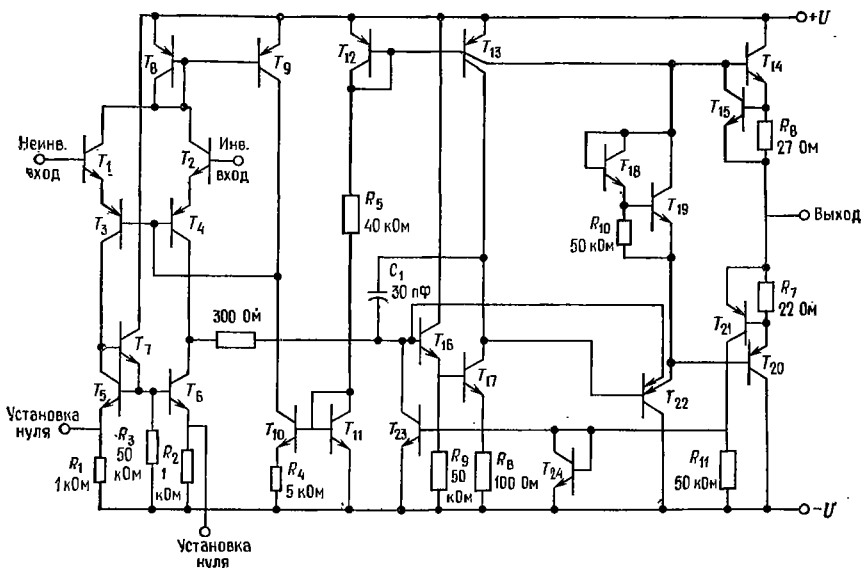 +U
T8
T9
T12
T13
T14
T15
R8
27 Ом
Неинв.
вход
T1
T2
Инв.
вход
T18
T19
R5
40 кОм
R10
50 кОм
Выход
T3
T4
C1
30 пФ
300 Ом
R7
22 Ом
T21
T7
T16
T17
T20
T5
T6
T22
Установка
нуля
R3
50
кОм
R2
1
кОм
T10
T11
T23
R9
50
кОм
R8
100 Ом
T24
R11
50 кОм
R1
1 кОм
R4
5 кОм
-U
Установка
нуля